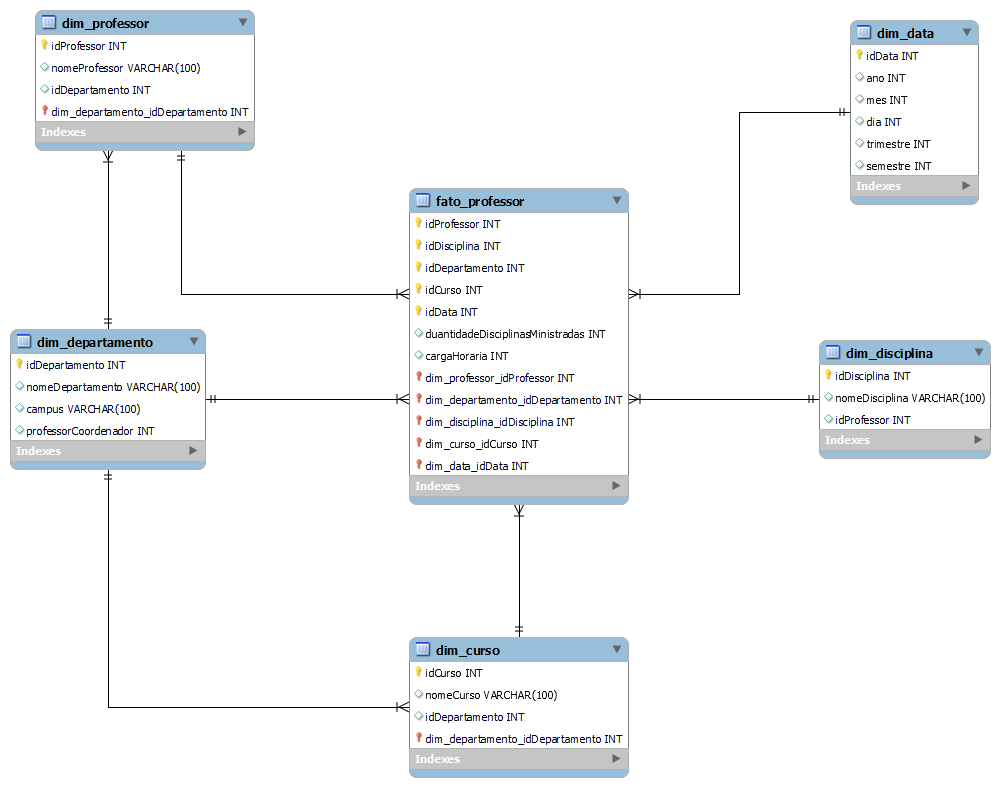 dim_professor
idProfessor INT
nomeProfessor VARCHAR(100)
idDepartamento INT
dim_departamento_idDepartamento INT
Indexes
dim_data
idData INT
ano INT
mes INT
dia INT
trimestre INT
semestre INT
Indexes
fato_professor
idProfessor INT
idDisciplina INT
idDepartamento INT
idCurso INT
idData INT
duantidadeDisciplinasMinistradas INT
cargaHoraria INT
dim_professor_idProfessor INT
dim_departamento_idDepartamento INT
dim_disciplina_idDisciplina INT
dim_curso_idCurso INT
dim_data_idData INT
Indexes
dim_departamento
idDepartamento INT
nomeDepartamento VARCHAR(100)
campus VARCHAR(100)
professorCoordenador INT
Indexes
dim_disciplina
idDisciplina INT
nomeDisciplina VARCHAR(100)
idProfessor INT
Indexes
dim_curso
idCurso INT
nomeCurso VARCHAR(100)
idDepartamento INT
dim_departamento_idDepartamento INT
Indexes